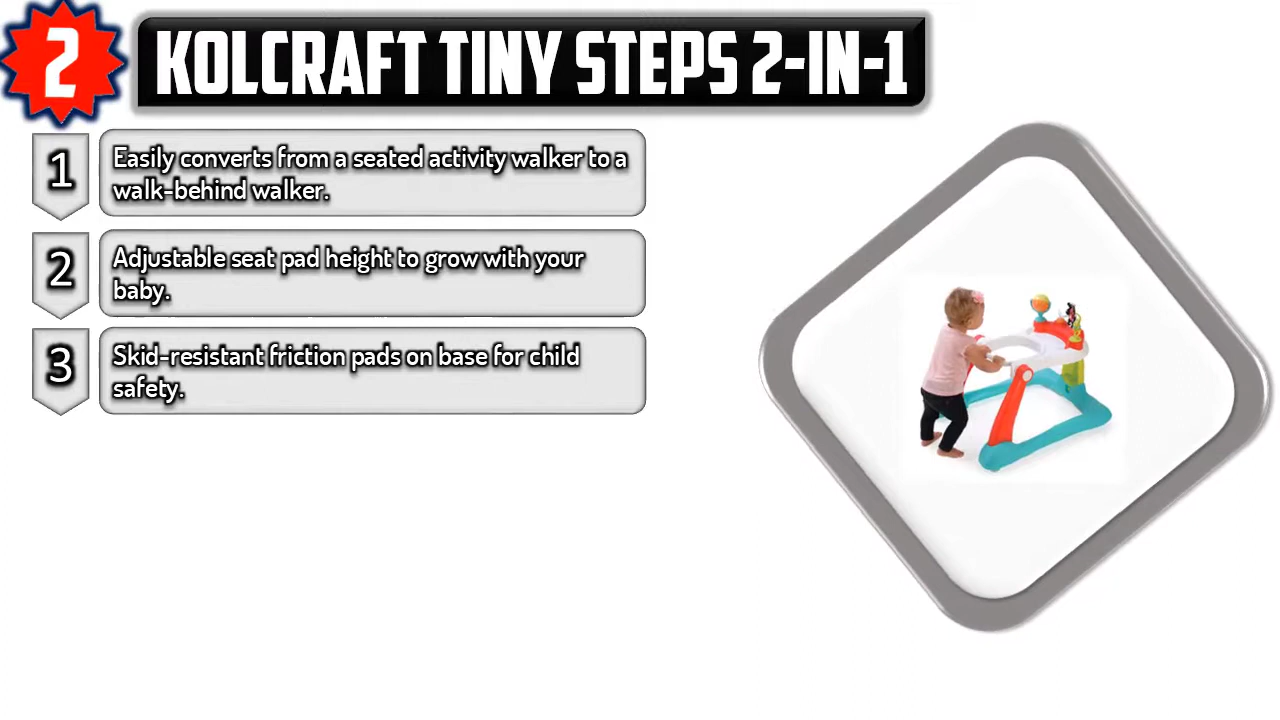 2
KOLCRAFT TINY STEPS 2-IN-1
1
Easily converts from a seated activity walker to a
walk-behind walker.
2
Adjustable seat pad height to grow with your
baby.
3
Skid-resistant friction pads on base for child
safety.